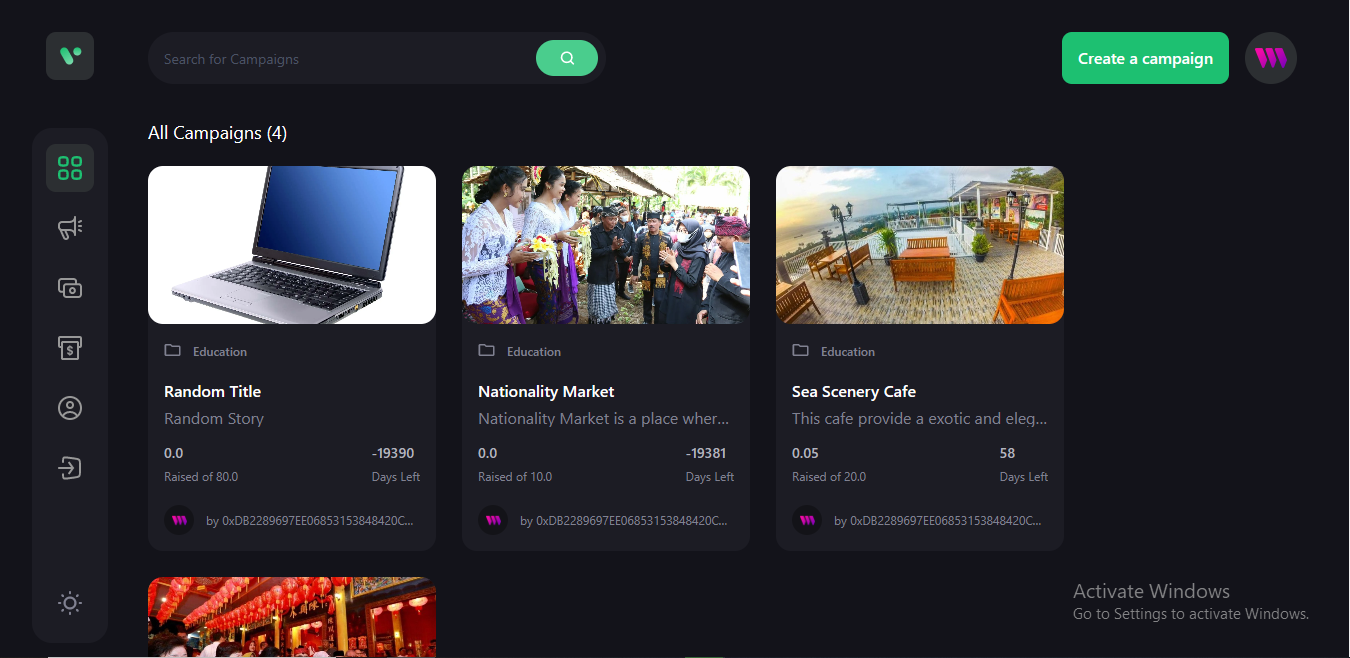 Search for Campaigns
Create a campaign
All Campaigns (4)
Education
Random Title
Random Story
0.0
-19390
Raised of 80.0
Days Left
by 0xDB2289697EE06853153848420C...
Education
Nationality Market
Nationality Market is a place wher...
0.0
-19381
Raised of 10.0
Days Left
by 0xDB2289697EE06853153848420C...
Education
Sea Scenery Cafe
This cafe provide a exotic and eleg...
0.05
58
Raised of 20.0
Days Left
by 0xDB2289697EE06853153848420C...
Activate Windows
Go to Settings to activate Windows.